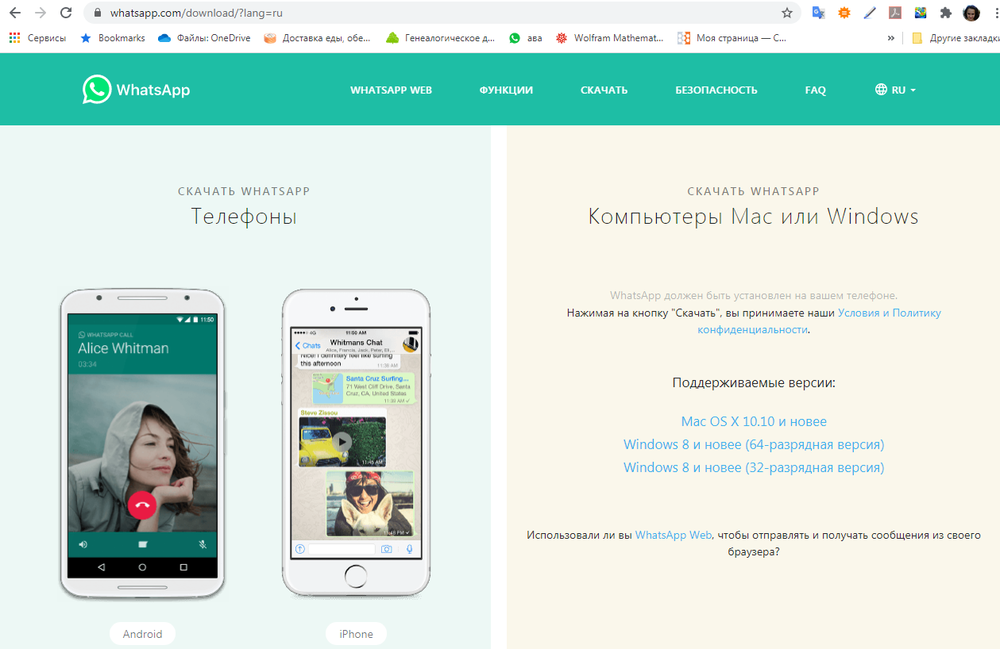 whatsapp.com/download/?lang=ru
Сервисы
Bookmarks
Файлы: OneDrive
Доставка еды, обе...
Генеалогическое д...
ава
Wolfram Mathemat...
Моя страница — С...
»
Другие закладки
WhatsApp
WHATSAPP WEB
ФУНКЦИИ
СКАЧАТЬ
БЕЗОПАСНОСТЬ
FAQ
RU
СКАЧАТЬ WHATSAPP
Телефоны
11:50
WHATSAPP CALL
Alice Whitman
03:34
Android
4G
11:50 AM
Chats
Whitmans Chat
Alice, Francis, Jack, Peter, Eli,...
Nice! I definitely feel like surfing
this afternoon
11:38 AM
Santa Cruz Surfing...
71 West Cliff Drive, Santa
Cruz, CA, United States
11:39 AM
Steve Zissou
11:45 AM
11:48 PM
iPhone
СКАЧАТЬ WHATSAPP
Компьютеры Mac или Windows
WhatsApp должен быть установлен на вашем телефоне.
Нажимая на кнопку "Скачать", вы принимаете наши Условия и Политику
конфиденциальности.
Поддерживаемые версии:
Mac OS X 10.10 и новее
Windows 8 и новее (64-разрядная версия)
Windows 8 и новее (32-разрядная версия)
Использовали ли вы WhatsApp Web, чтобы отправлять и получать сообщения из своего
браузера?